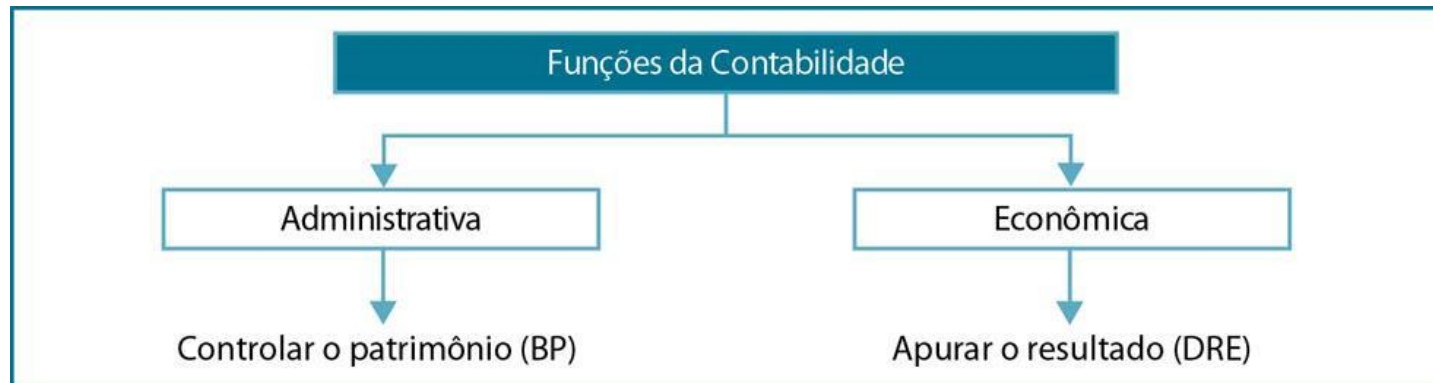 Funções da Contabilidade
Administrativa
Econômica
Controlar o patrimônio (BP)
Apurar o resultado (DRE)